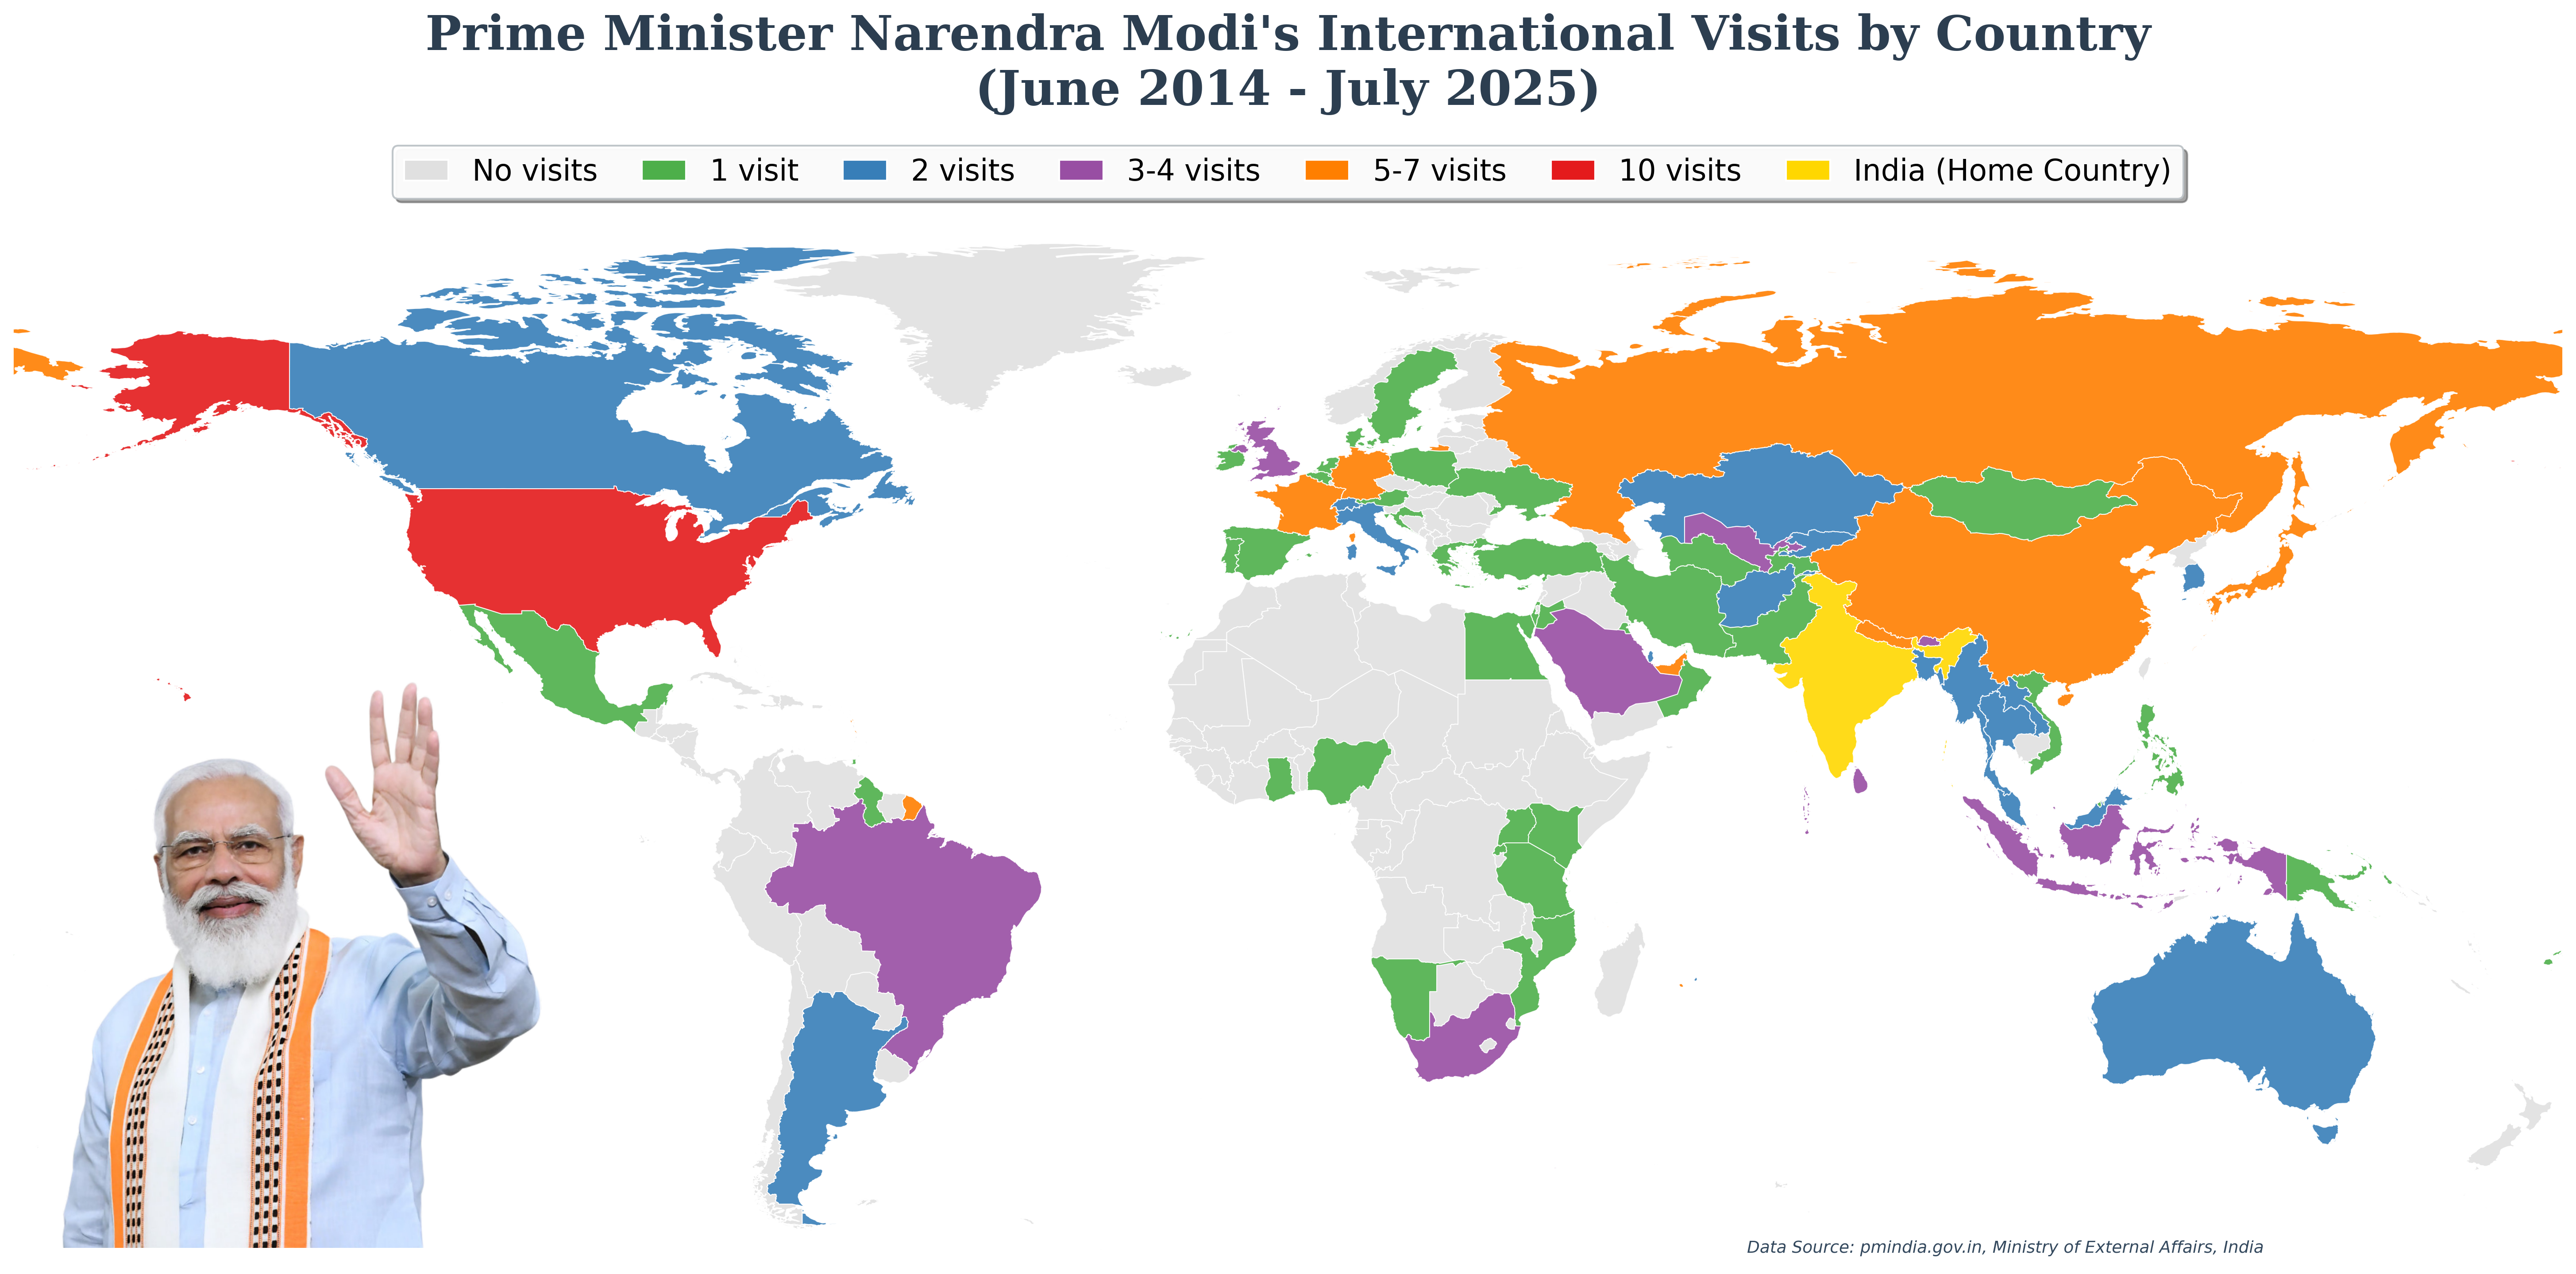 Prime Minister Narendra Modi's International Visits by Country
(June 2014 - July 2025)
No visits 1 visit 2 visits 3-4 visits 5-7 visits 10 visits India (Home Country)
Data Source: pmindia.gov.in, Ministry of External Affairs, India